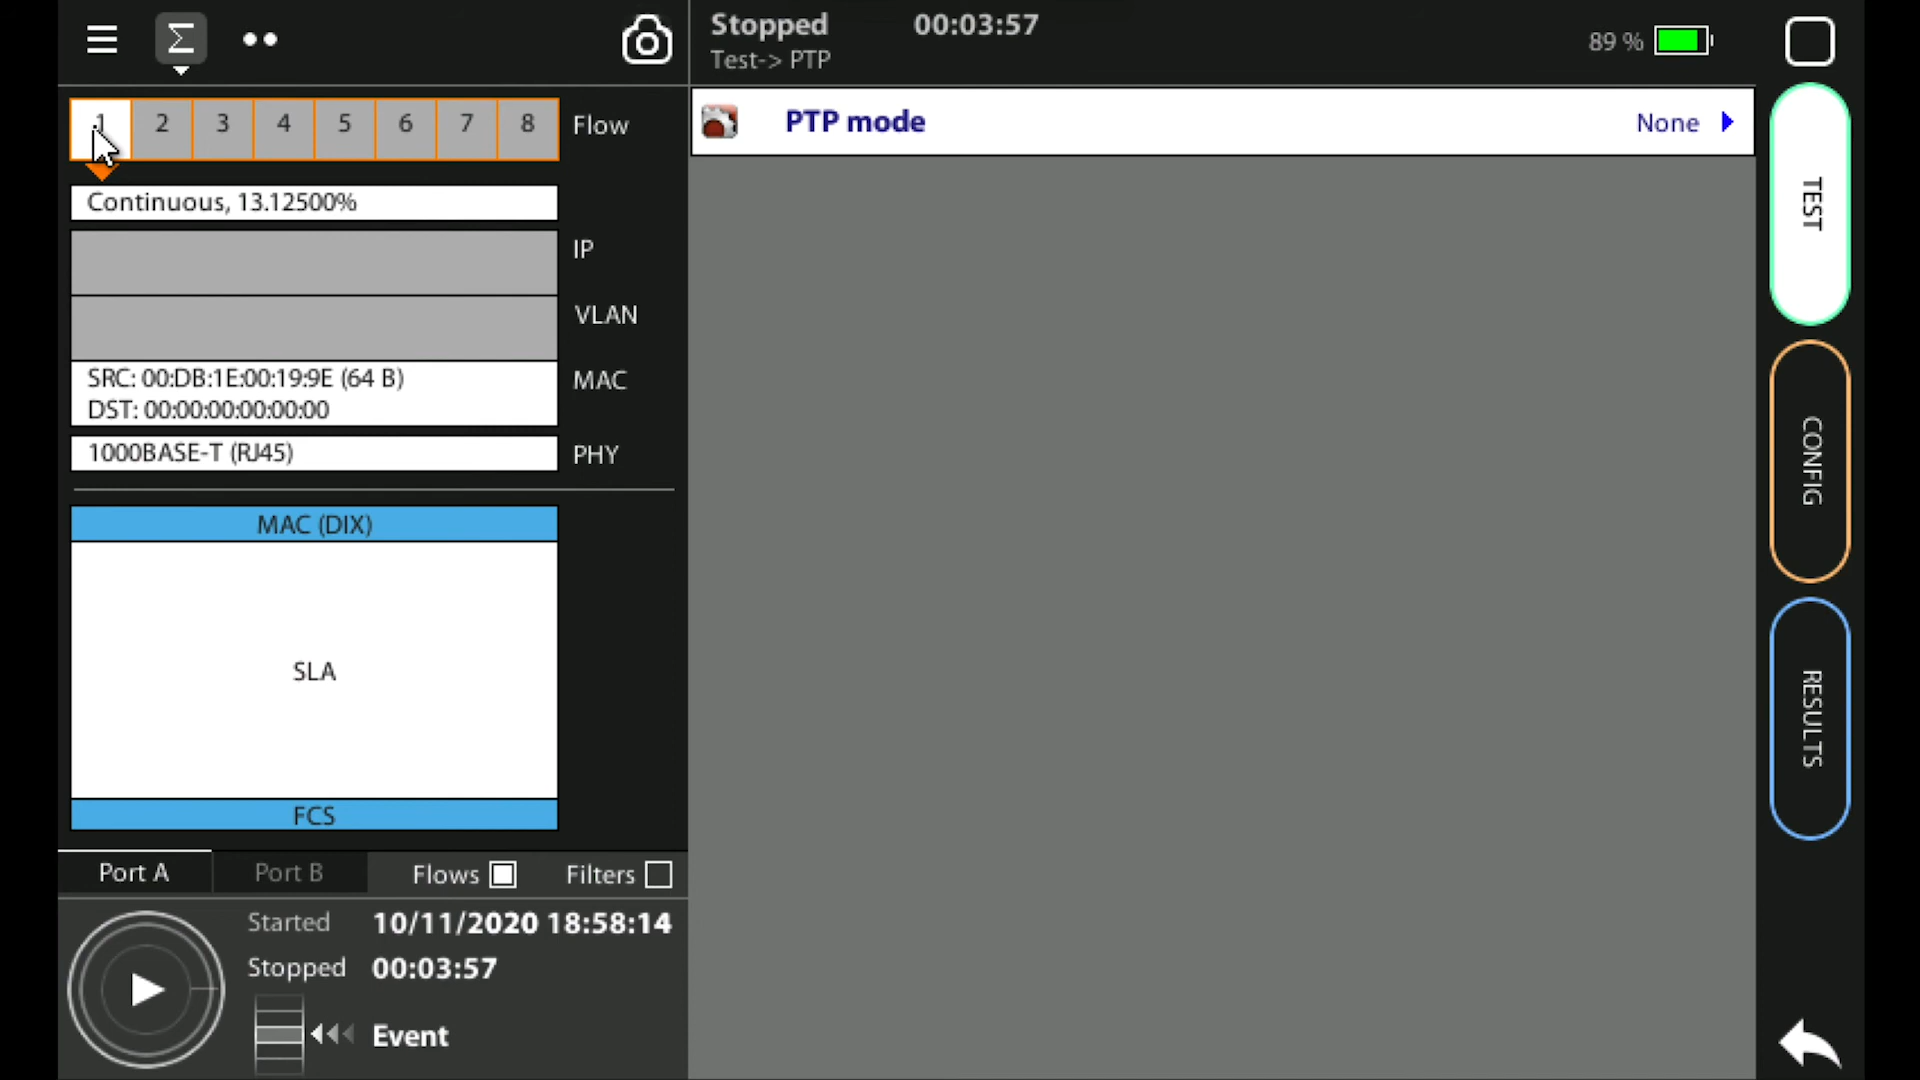 Σ
Stopped 00:03:57
Test-> PTP
89 %
1 2 3 4 5 6 7 8 Flow
PTP mode None
Continuous, 13.12500%
IP
VLAN
SRC: 00:DB:1E:00:19:9E (64 B)
DST: 00:00:00:00:00:00
MAC
1000BASE-T (RJ45) PHY
MAC (DIX)
SLA
FCS
Port A Port B Flows Filters
Started 10/11/2020 18:58:14
Stopped 00:03:57
Event
TEST
CONFIG
RESULTS